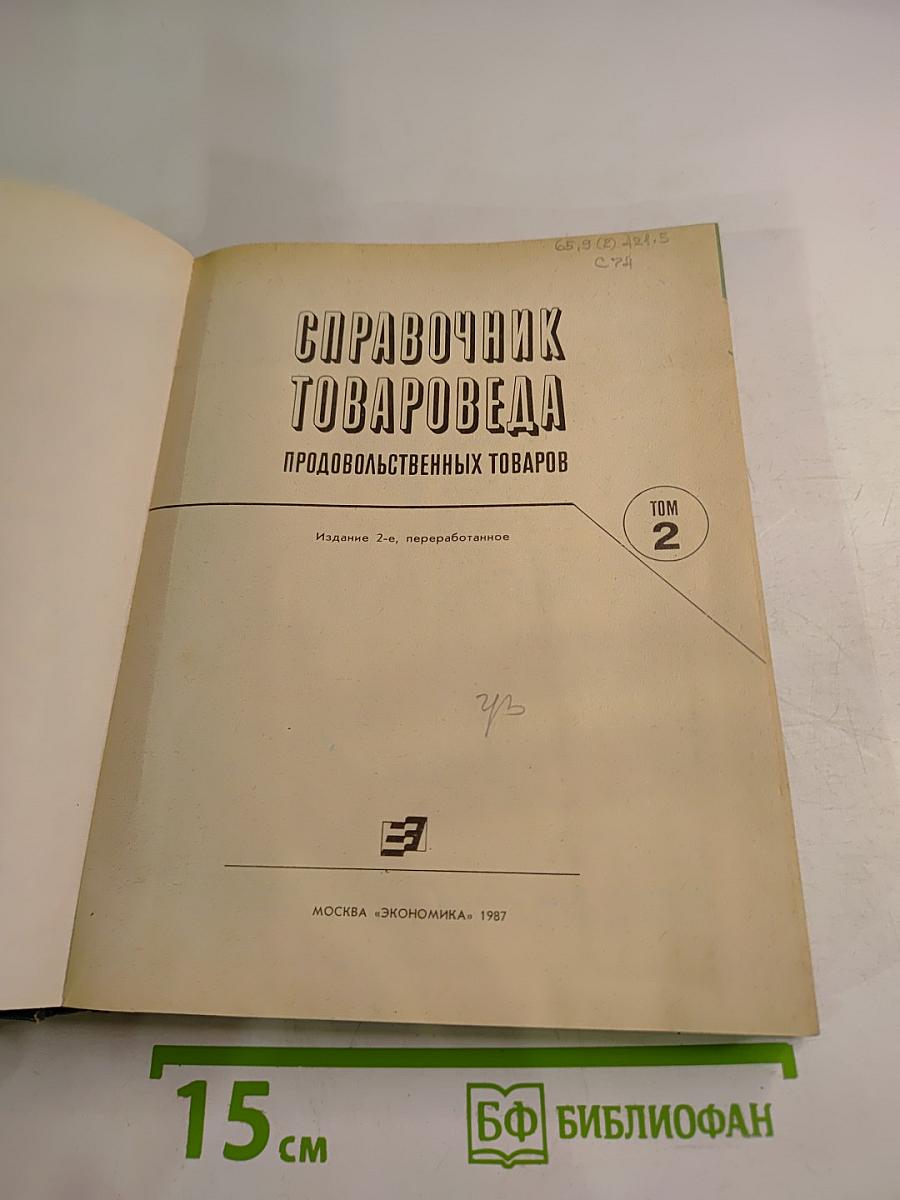 65,9(2)421.5
С74
СПРАВОЧНИК
ТОВАРОВЕДА
ПРОДОВОЛЬСТВЕННЫХ ТОВАРОВ
ТОМ
2
Издание 2-е, переработанное
МОСКВА «ЭКОНОМИКА» 1987
15 см
БФ БИБЛИОФАН